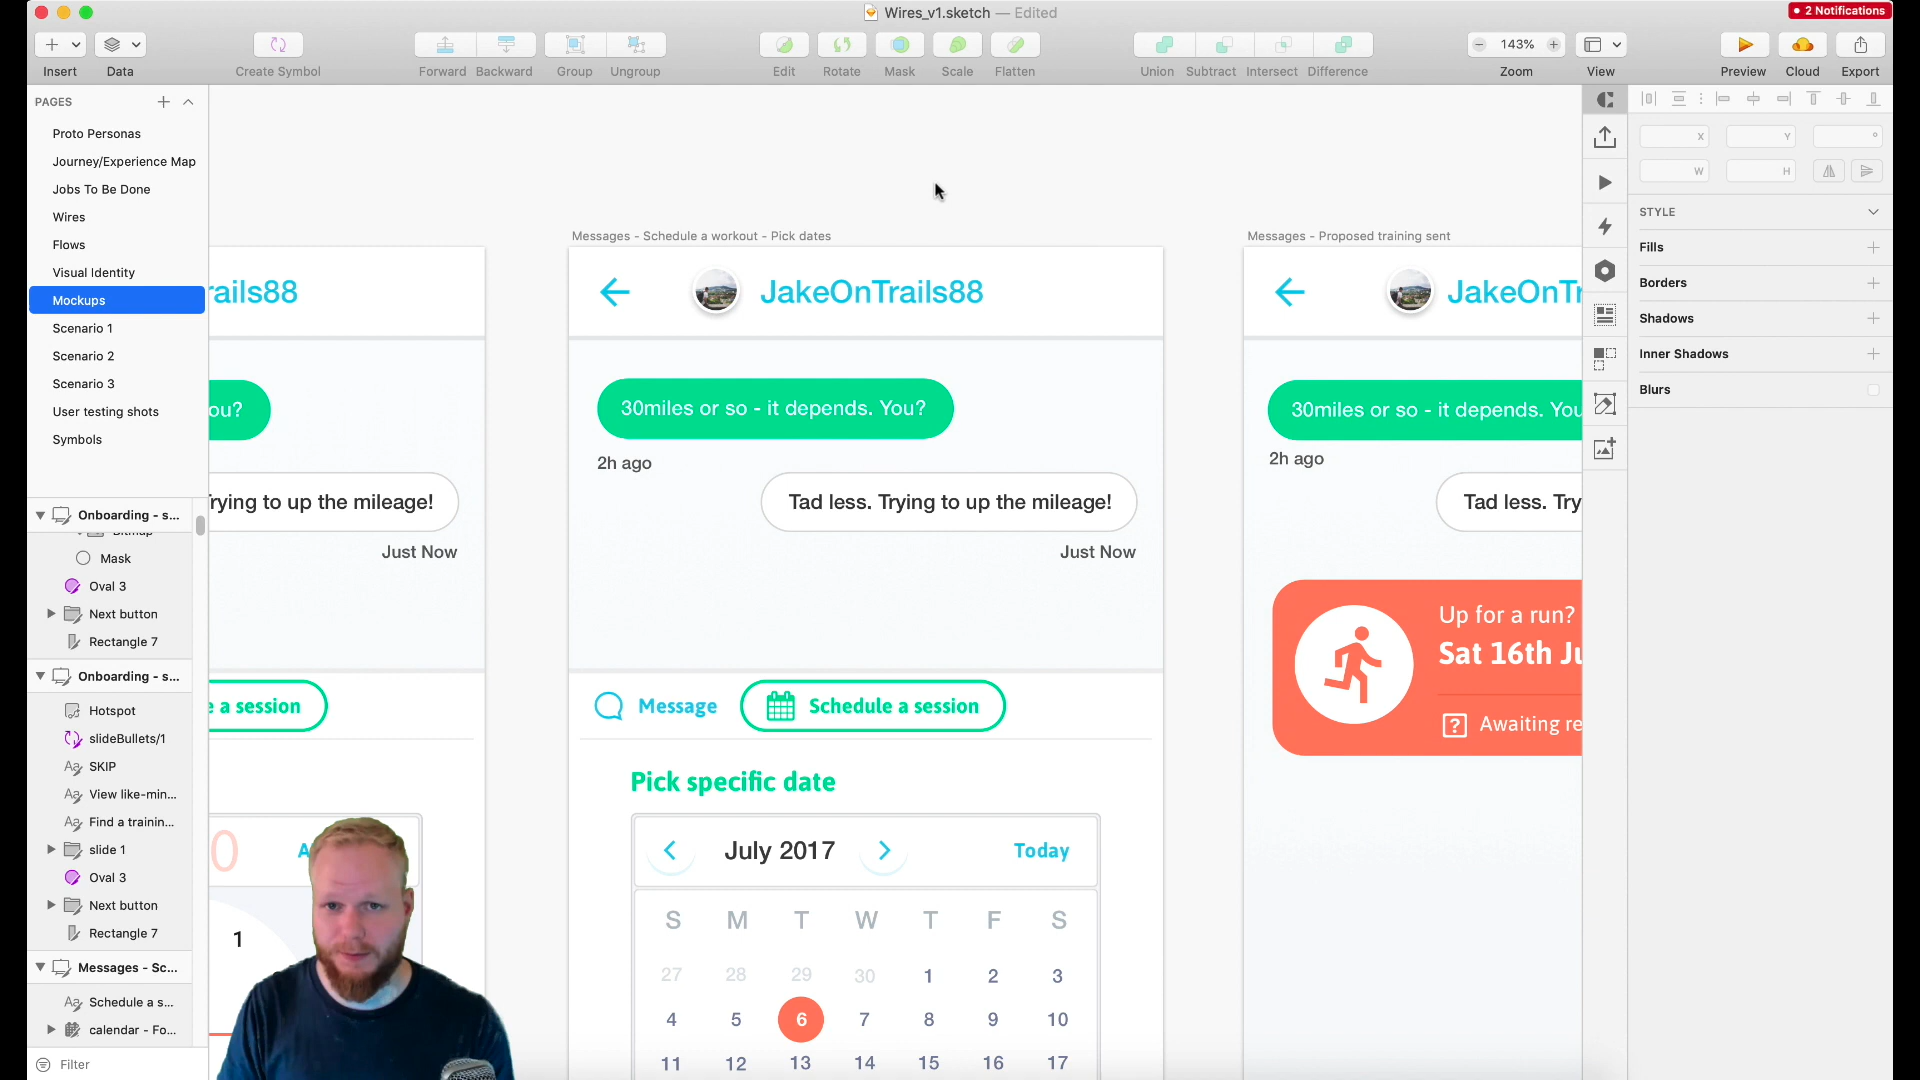 Wires_v1.sketch — Edited
2 Notifications
Insert
Data
Create Symbol
Forward
Backward
Group
Ungroup
Edit
Rotate
Mask
Scale
Flatten
Union
Subtract
Intersect
Difference
143%
Zoom
View
Preview
Cloud
Export
PAGES
Proto Personas
Journey/Experience Map
Jobs To Be Done
Wires
Flows
Visual Identity
Mockups
Scenario 1
Scenario 2
Scenario 3
User testing shots
Symbols
Onboarding - s...
Bitmap
Mask
Oval 3
Next button
Rectangle 7
Onboarding - s...
Hotspot
slideBullets/1
SKIP
View like-min...
Find a trainin...
slide 1
Oval 3
Next button
Rectangle 7
Messages - Sc...
Schedule a s...
calendar - Fo...
Filter
rails88
ou?
Trying to up the mileage!
Just Now
e a session
0
A
1
Messages - Schedule a workout - Pick dates
JakeOnTrails88
30miles or so - it depends. You?
2h ago
Tad less. Trying to up the mileage!
Just Now
Message
Schedule a session
Pick specific date
July 2017
Today
S M T W T F S
27 28 29 30 1 2 3
4 5 6 7 8 9 10
11 12 13 14 15 16 17
Messages - Proposed training sent
JakeOnTr
30miles or so - it depends. You
2h ago
Tad less. Try
Up for a run?
Sat 16th Ju
? Awaiting re
X
Y
°
W
H
STYLE
Fills
Borders
Shadows
Inner Shadows
Blurs